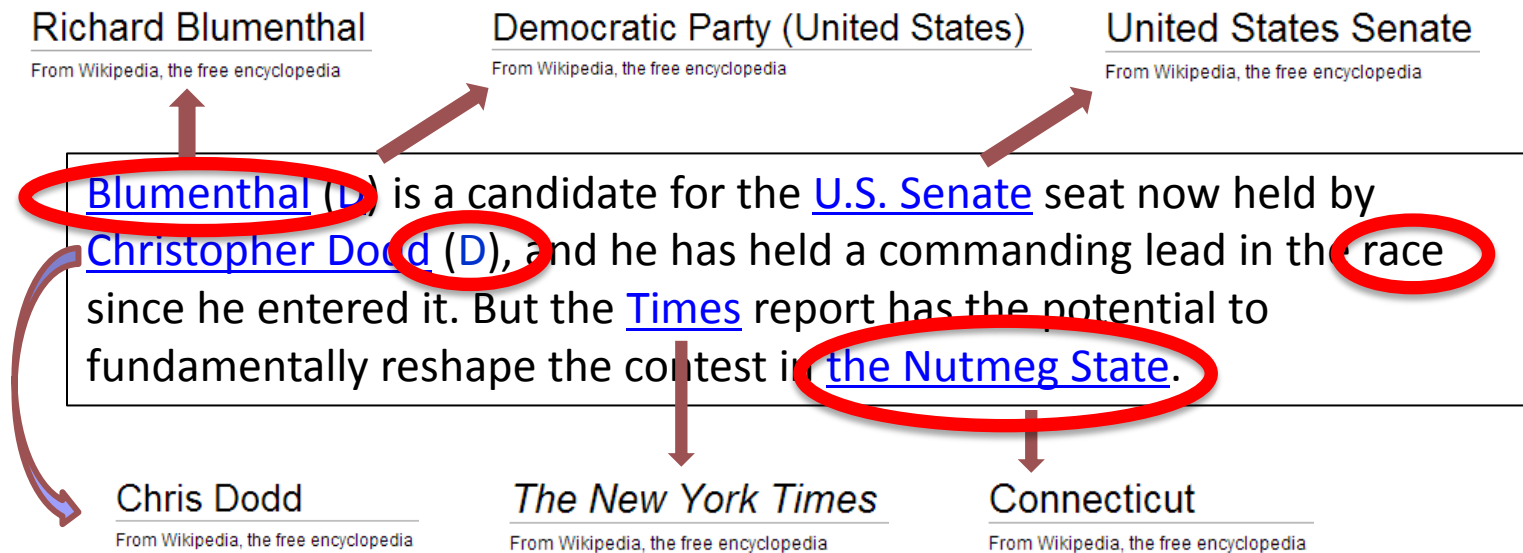 Richard Blumenthal
From Wikipedia, the free encyclopedia
Democratic Party (United States)
From Wikipedia, the free encyclopedia
United States Senate
From Wikipedia, the free encyclopedia
Blumenthal (D) is a candidate for the U.S. Senate seat now held by
Christopher Dodd (D), and he has held a commanding lead in the race
since he entered it. But the Times report has the potential to
fundamentally reshape the contest in the Nutmeg State.
Chris Dodd
From Wikipedia, the free encyclopedia
The New York Times
From Wikipedia, the free encyclopedia
Connecticut
From Wikipedia, the free encyclopedia